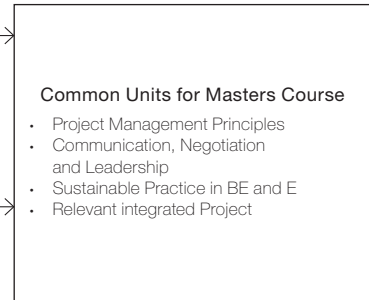 Common Units for Masters Course
• Project Management Principles
• Communication, Negotiation
and Leadership
• Sustainable Practice in BE and E
• Relevant integrated Project